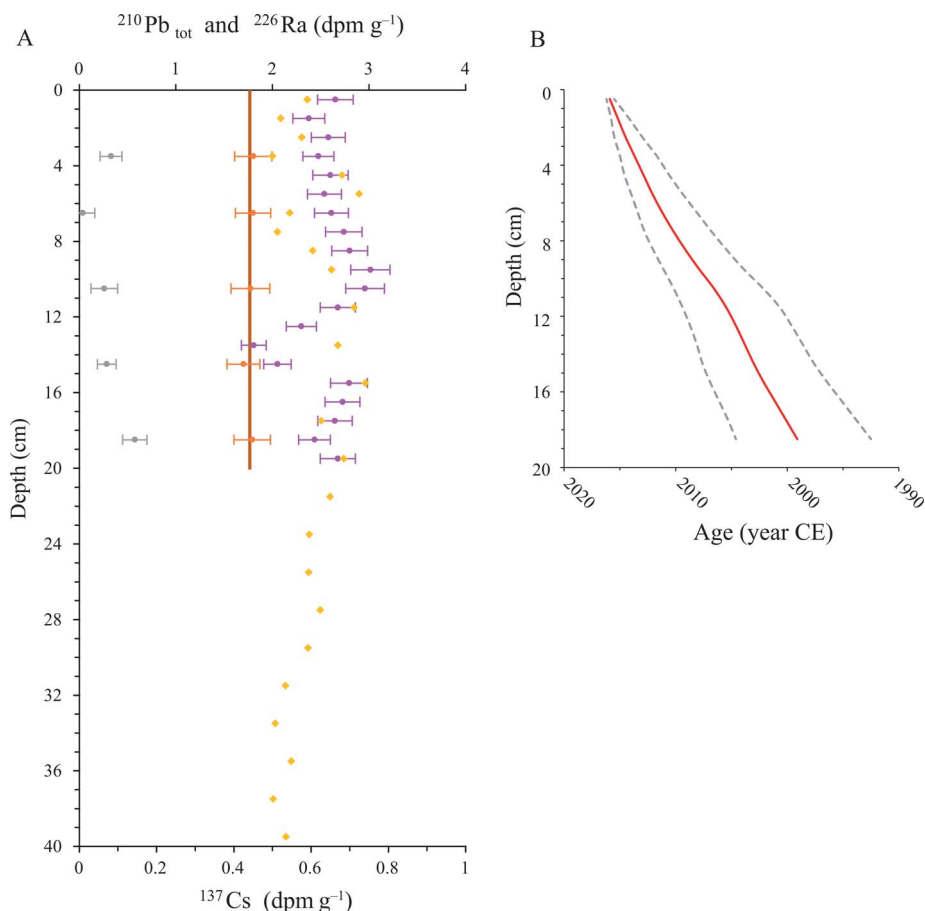 A
²¹⁰Pb tot and ²²⁶Ra (dpm g⁻¹)
0 1 2 3 4
0
4
8
12
16
20
24
28
32
36
40
Depth (cm)
0 0.2 0.4 0.6 0.8 1
¹³⁷Cs (dpm g⁻¹)
B
0
4
8
12
16
20
Depth (cm)
2020 2010 2000 1990
Age (year CE)